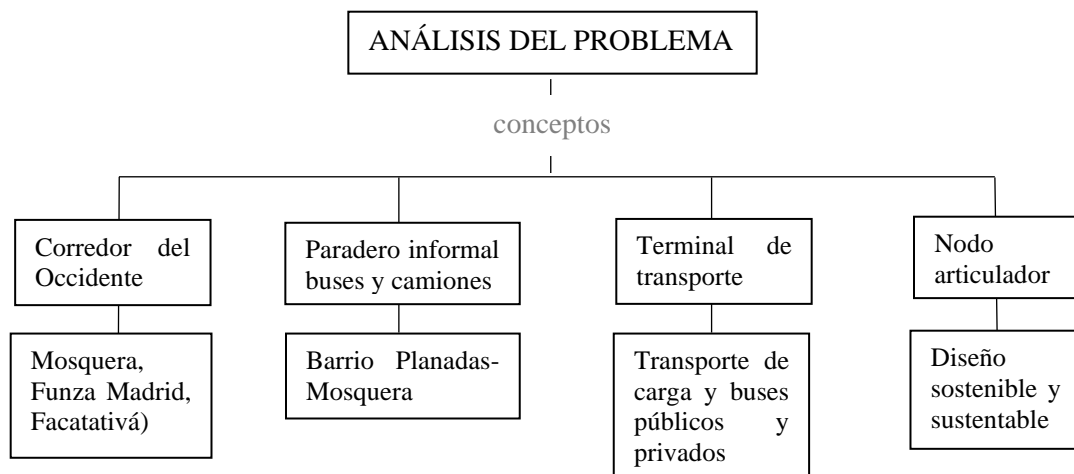 ANÁLISIS DEL PROBLEMA
conceptos
Corredor del
Occidente
Paradero informal
buses y camiones
Terminal de
transporte
Nodo
articulador
Mosquera,
Funza Madrid,
Facatativá)
Barrio Planadas-
Mosquera
Transporte de
carga y buses
públicos y
privados
Diseño
sostenible y
sustentable